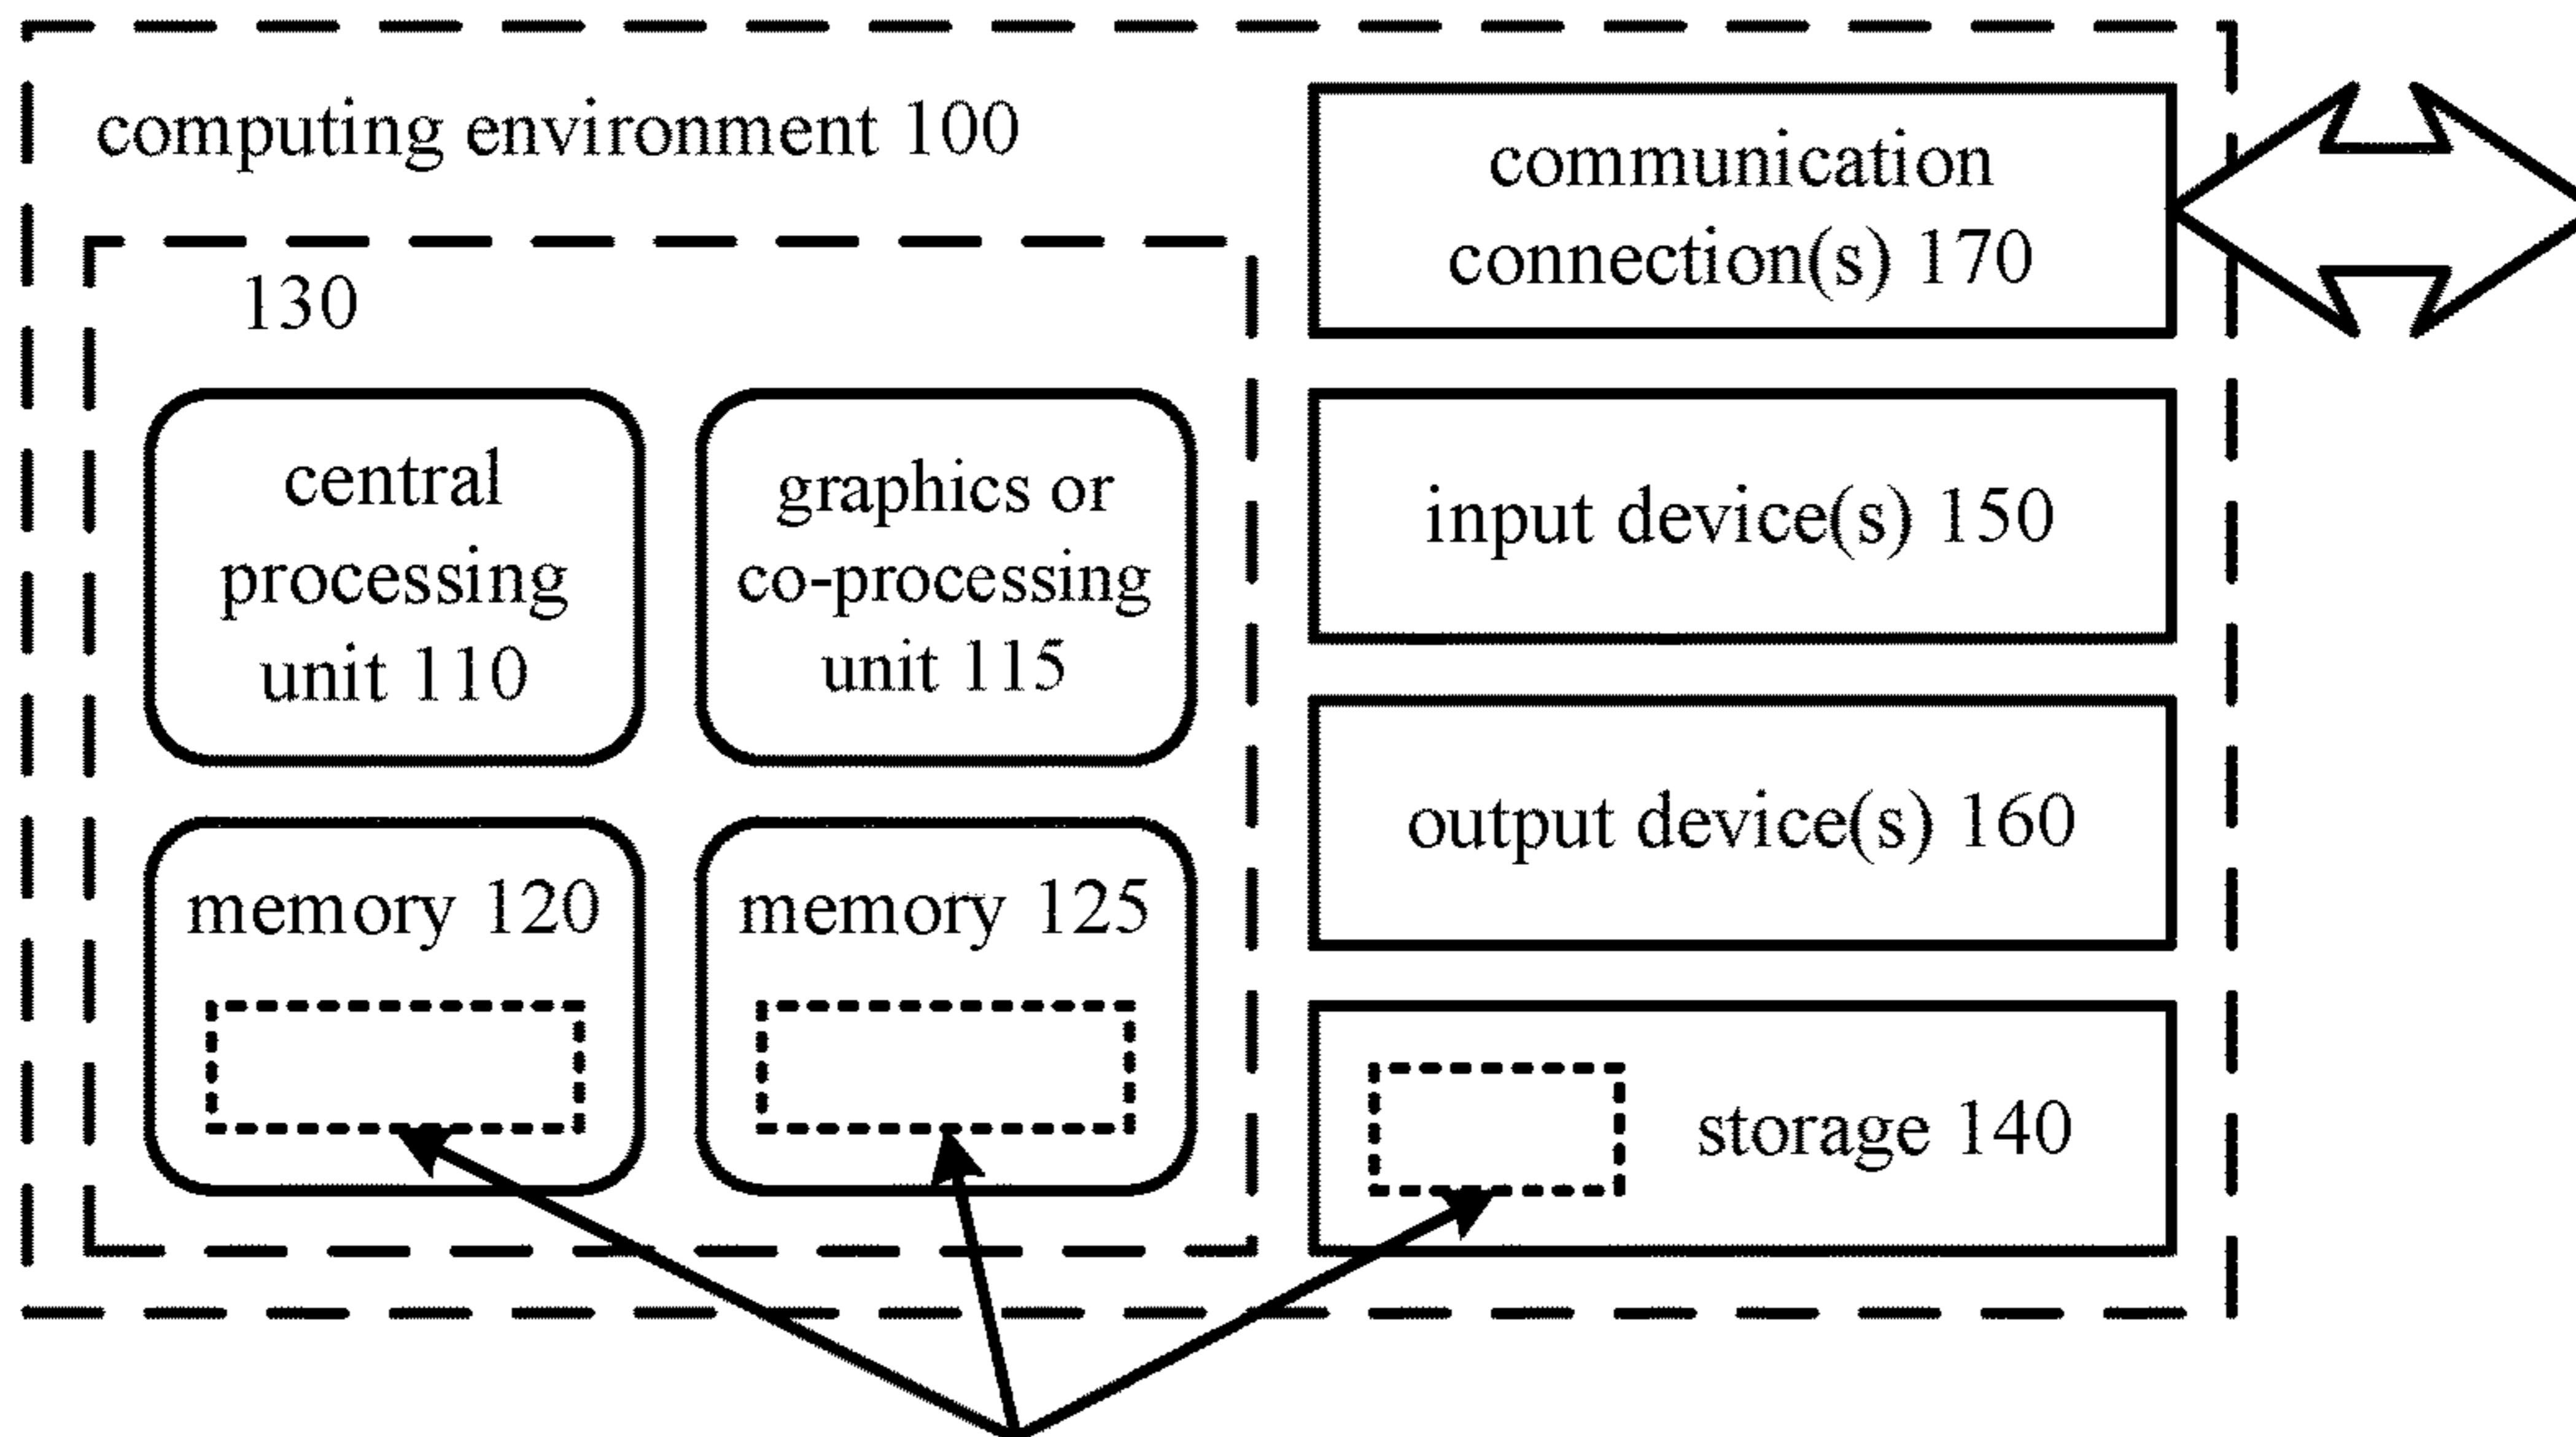 computing environment 100
communication
connection(s) 170
130
central
processing
unit 110
graphics or
co-processing
unit 115
input device(s) 150
output device(s) 160
memory 120
memory 125
storage 140